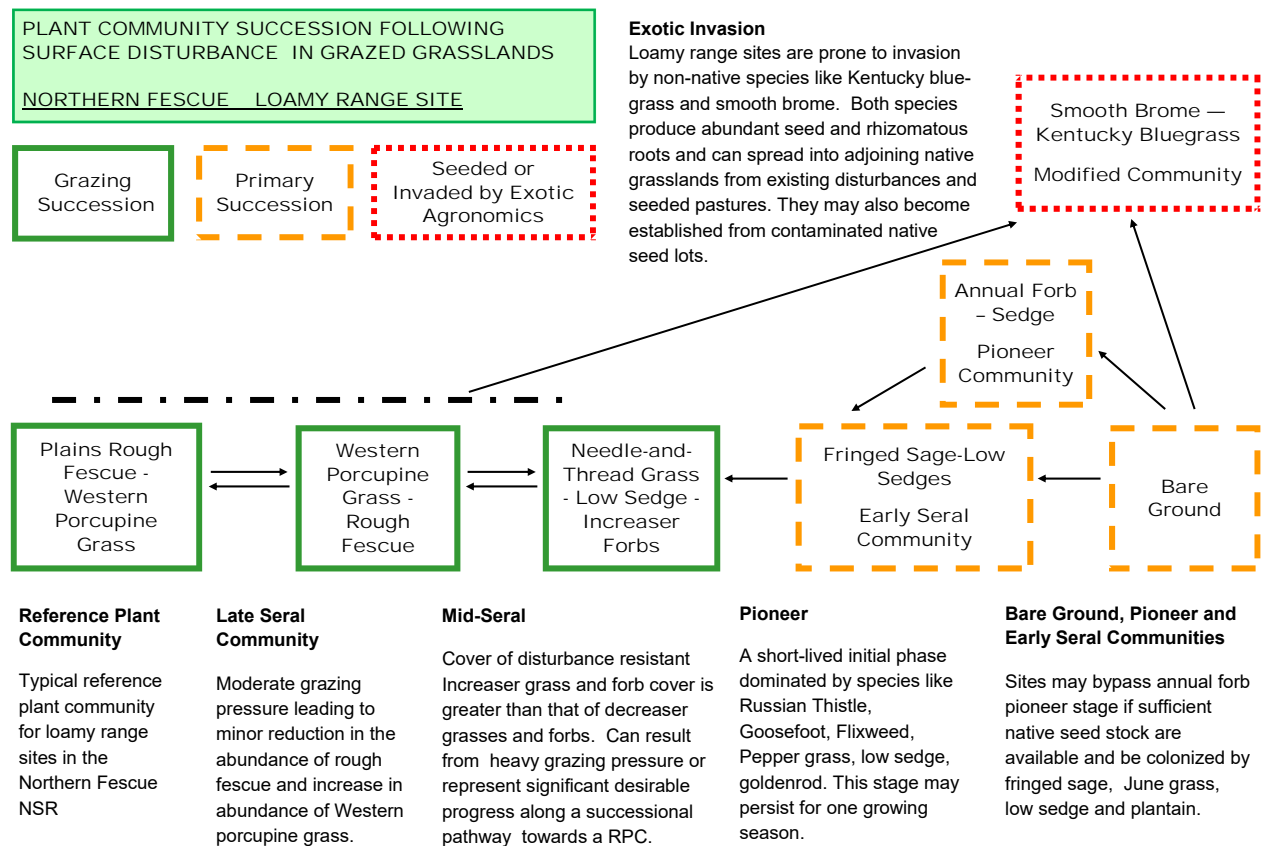 PLANT COMMUNITY SUCCESSION FOLLOWING
SURFACE DISTURBANCE IN GRAZED GRASSLANDS
NORTHERN FESCUE LOAMY RANGE SITE
Grazing
Succession
Primary
Succession
Seeded or
Invaded by Exotic
Agronomics
Exotic Invasion
Loamy range sites are prone to invasion
by non-native species like Kentucky blue-
grass and smooth brome. Both species
produce abundant seed and rhizomatous
roots and can spread into adjoining native
grasslands from existing disturbances and
seeded pastures. They may also become
established from contaminated native
seed lots.
Smooth Brome —
Kentucky Bluegrass
Modified Community
Annual Forb
– Sedge
Pioneer
Community
Plains Rough
Fescue -
Western
Porcupine
Grass
Western
Porcupine
Grass -
Rough
Fescue
Needle-and-
Thread Grass
- Low Sedge -
Increaser
Forbs
Fringed Sage-Low
Sedges
Early Seral
Community
Bare
Ground
Reference Plant
Community
Typical reference
plant community
for loamy range
sites in the
Northern Fescue
NSR
Late Seral
Community
Moderate grazing
pressure leading to
minor reduction in the
abundance of rough
fescue and increase in
abundance of Western
porcupine grass.
Mid-Seral
Cover of disturbance resistant
Increaser grass and forb cover is
greater than that of decreaser
grasses and forbs. Can result
from heavy grazing pressure or
represent significant desirable
progress along a successional
pathway towards a RPC.
Pioneer
A short-lived initial phase
dominated by species like
Russian Thistle,
Goosefoot, Flixweed,
Pepper grass, low sedge,
goldenrod. This stage may
persist for one growing
season.
Bare Ground, Pioneer and
Early Seral Communities
Sites may bypass annual forb
pioneer stage if sufficient
native seed stock are
available and be colonized by
fringed sage, June grass,
low sedge and plantain.